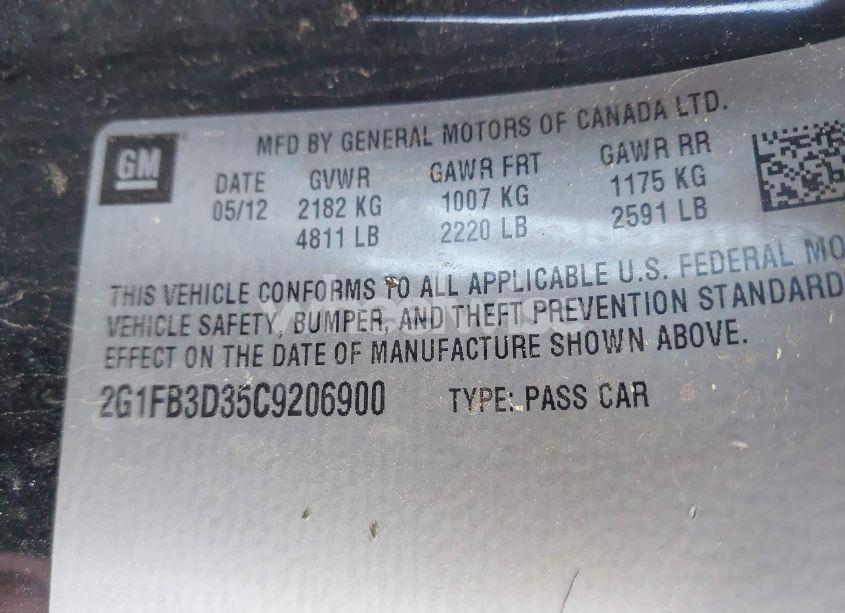 GM
MFD BY GENERAL MOTORS OF CANADA LTD.
DATE GVWR GAWR FRT GAWR RR
05/12 2182 KG 1007 KG 1175 KG
4811 LB 2220 LB 2591 LB
THIS VEHICLE CONFORMS TO ALL APPLICABLE U.S. FEDERAL MO
VEHICLE SAFETY, BUMPER, AND THEFT PREVENTION STANDARD
EFFECT ON THE DATE OF MANUFACTURE SHOWN ABOVE.
2G1FB3D35C9206900 TYPE: PASS CAR